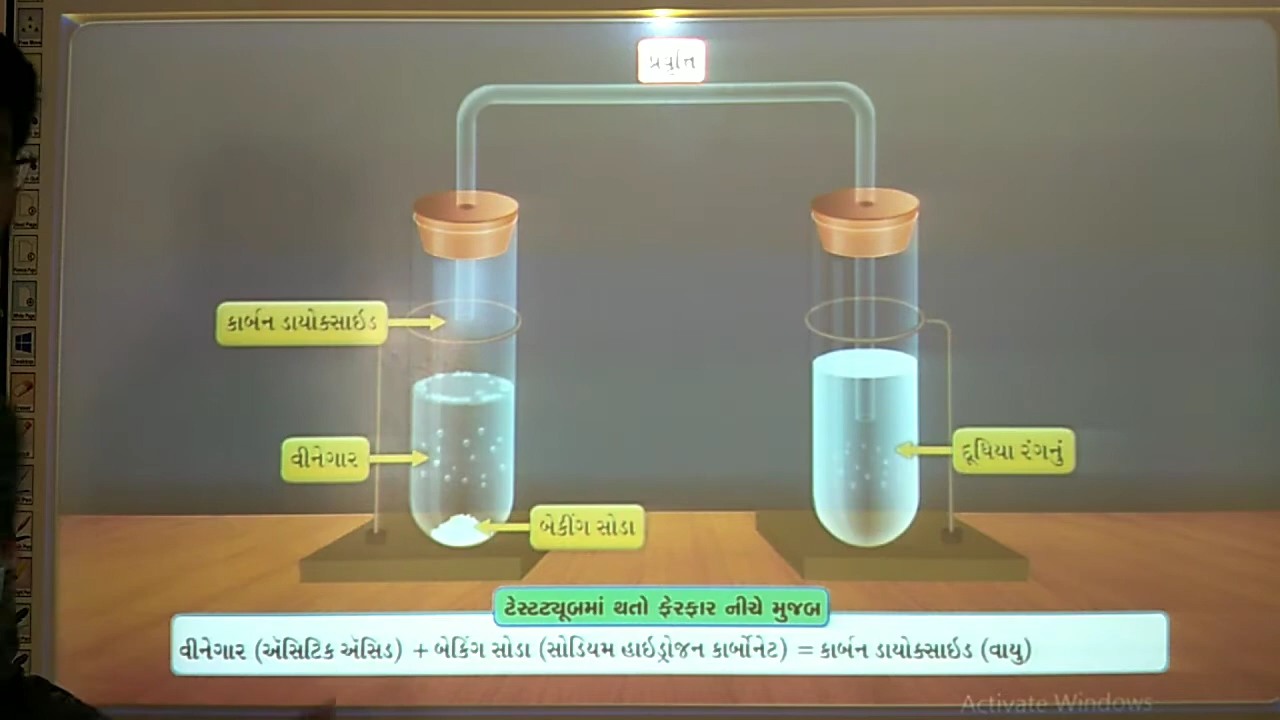 પ્રવૃત્તિ
કાર્બન ડાયોક્સાઇડ
વીનેગાર
બેકીંગ સોડા
દૂધિયા રંગનું
ટેસ્ટટ્યૂબમાં થતો ફેરફાર નીચે મુજબ
વીનેગાર (ઍસિટિક ઍસિડ) + બેકિંગ સોડા (સોડિયમ હાઇડ્રોજન કાર્બોનેટ) = કાર્બન ડાયોક્સાઇડ (વાયુ)
Activate Windows